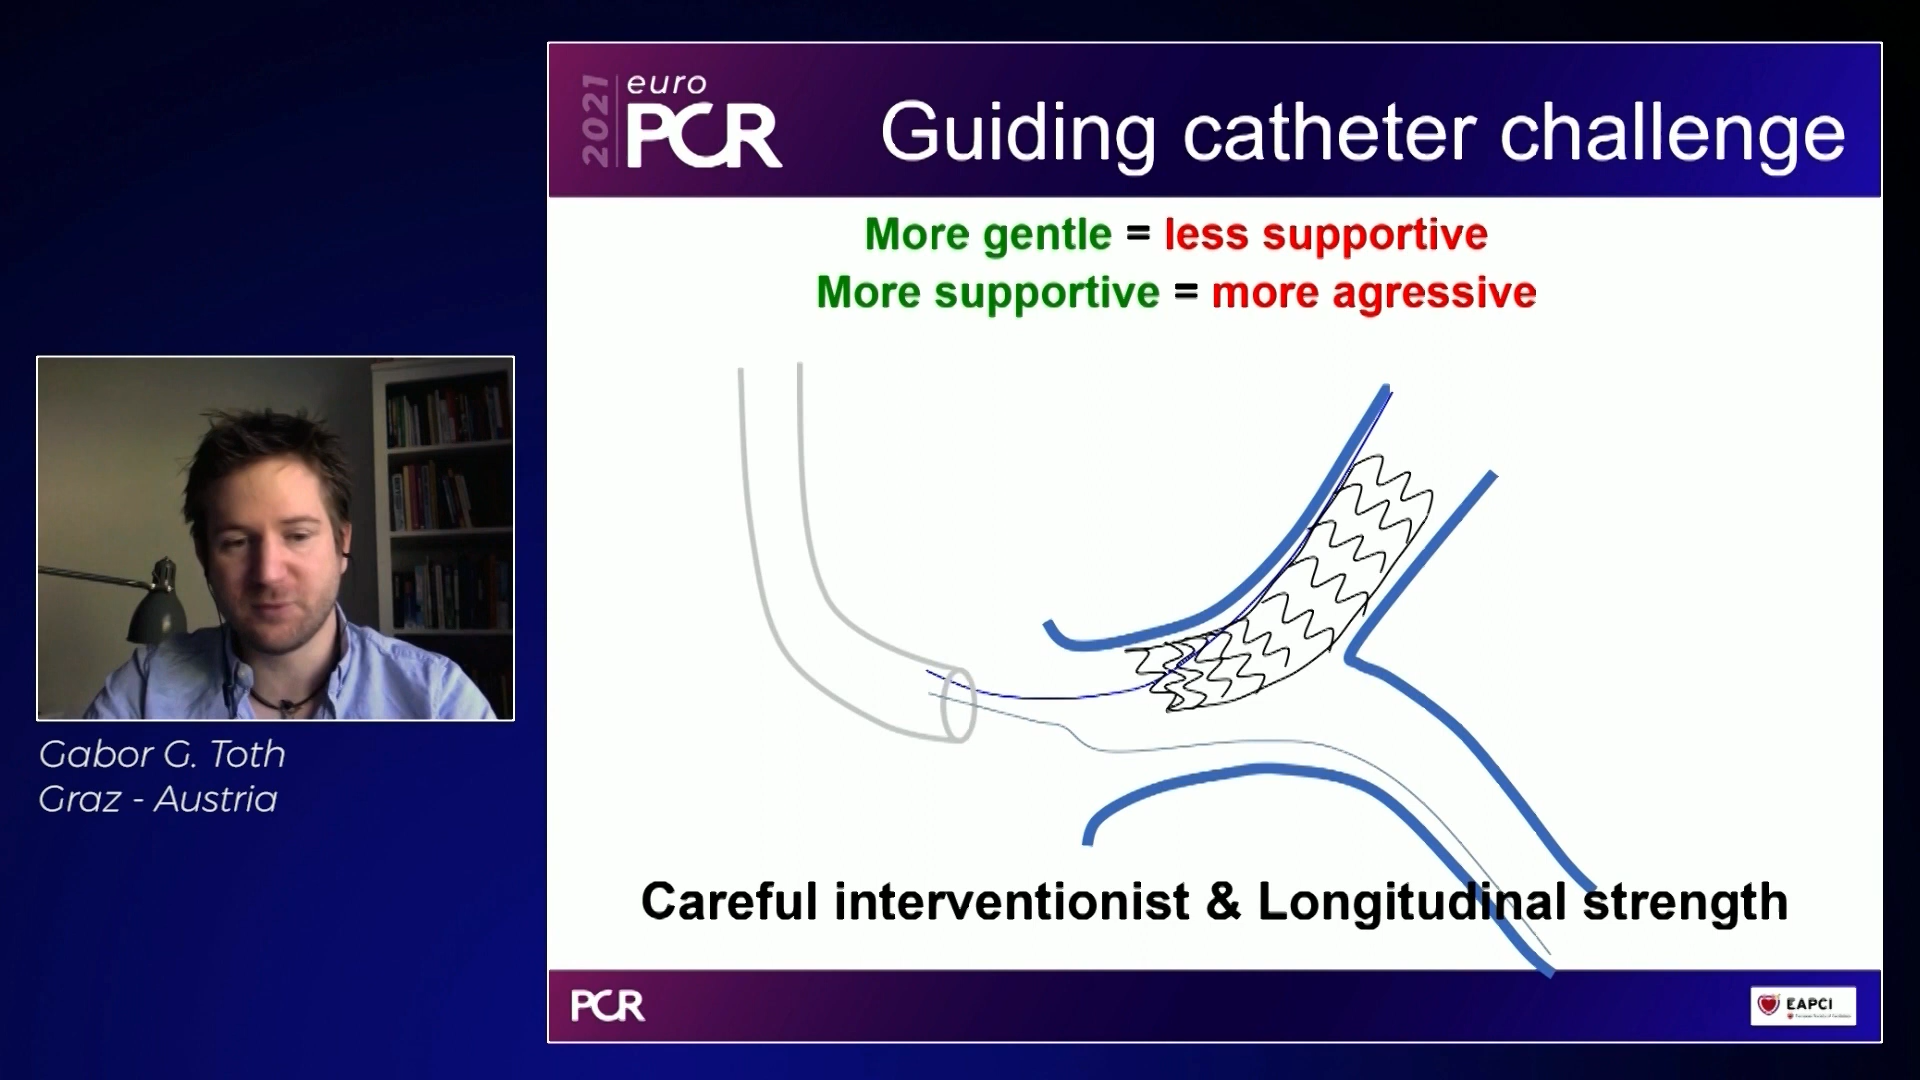 2021
euro
PCR
Guiding catheter challenge
More gentle = less supportive
More supportive = more agressive
Gabor G. Toth
Graz - Austria
Careful interventionist & Longitudinal strength
PCR
EAPCI